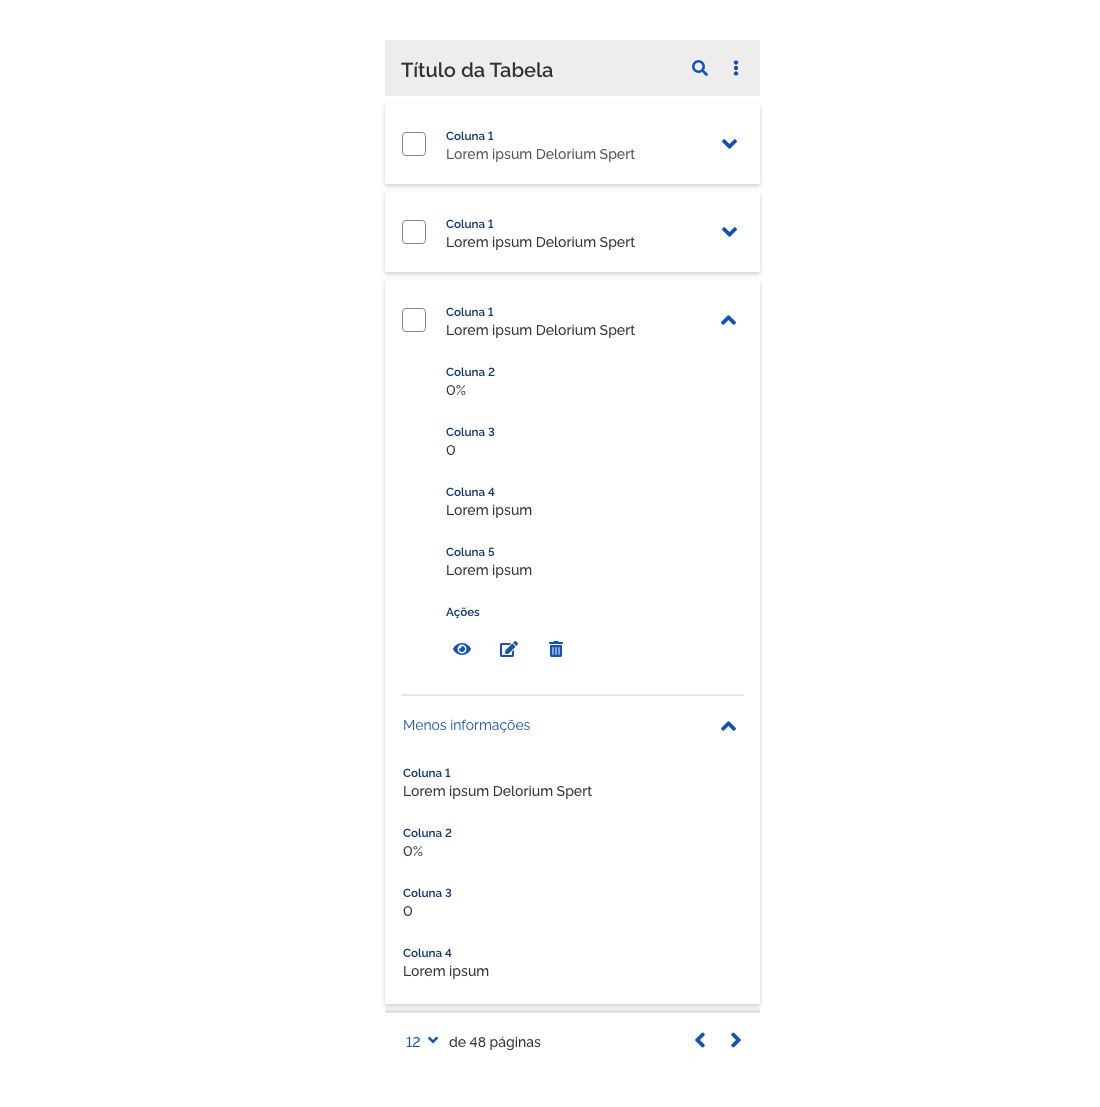 Título da Tabela
Coluna 1
Lorem ipsum Delorium Spert
Coluna 1
Lorem ipsum Delorium Spert
Coluna 1
Lorem ipsum Delorium Spert
Coluna 2
0%
Coluna 3
0
Coluna 4
Lorem ipsum
Coluna 5
Lorem ipsum
Ações
Menos informações
Coluna 1
Lorem ipsum Delorium Spert
Coluna 2
0%
Coluna 3
0
Coluna 4
Lorem ipsum
12 de 48 páginas